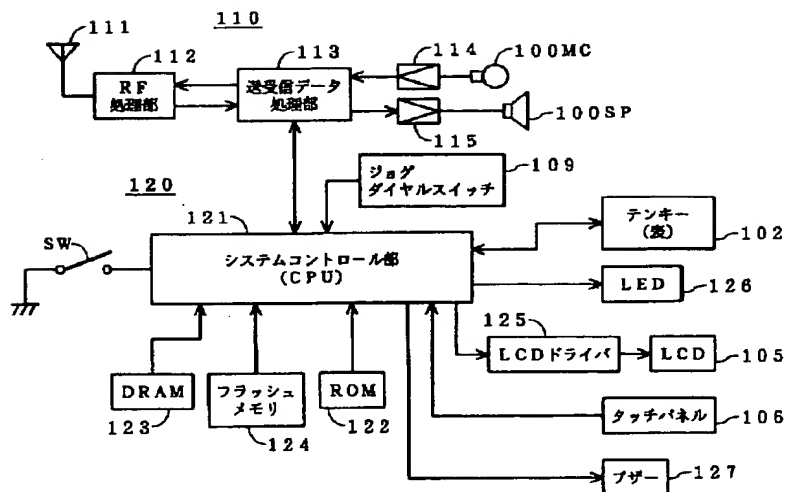 111
110
112
113
114
100MC
RF
処理部
送受信データ
処理部
100SP
115
120
ジョグ
ダイヤルスイッチ
109
121
SW
システムコントロール部
(CPU)
テンキー
(表)
102
LED
126
125
LCDドライバ
LCD
105
DRAM
123
フラッシュ
メモリ
124
ROM
122
タッチパネル
106
ブザー
127